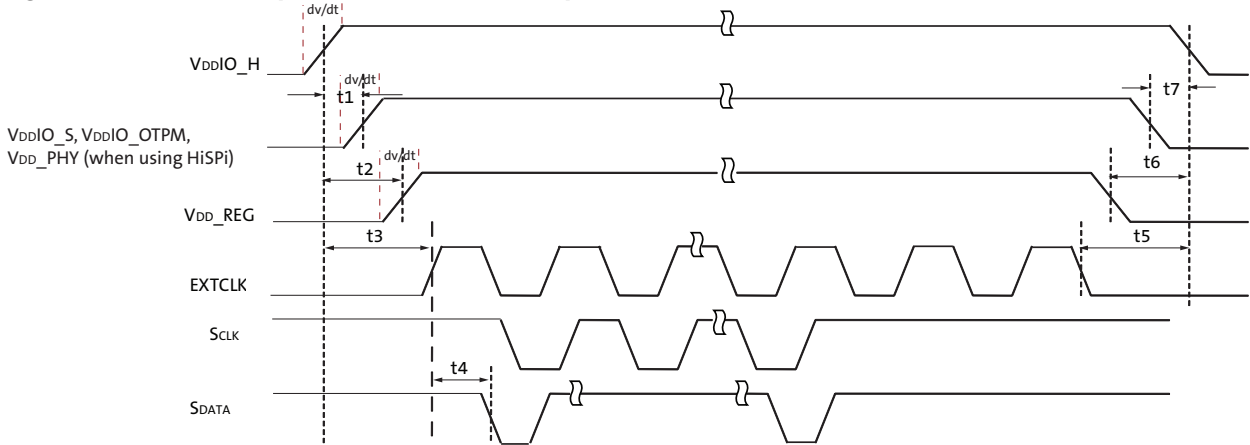 dv/dt
VDDIO_H
dv/dt
t1
t7
VDDIO_S, VDDIO_OTPM,
VDD_PHY (when using HiSPi)
dv/dt
t2
t6
VDD_REG
t3
t5
EXTCLK
SCLK
t4
SDATA